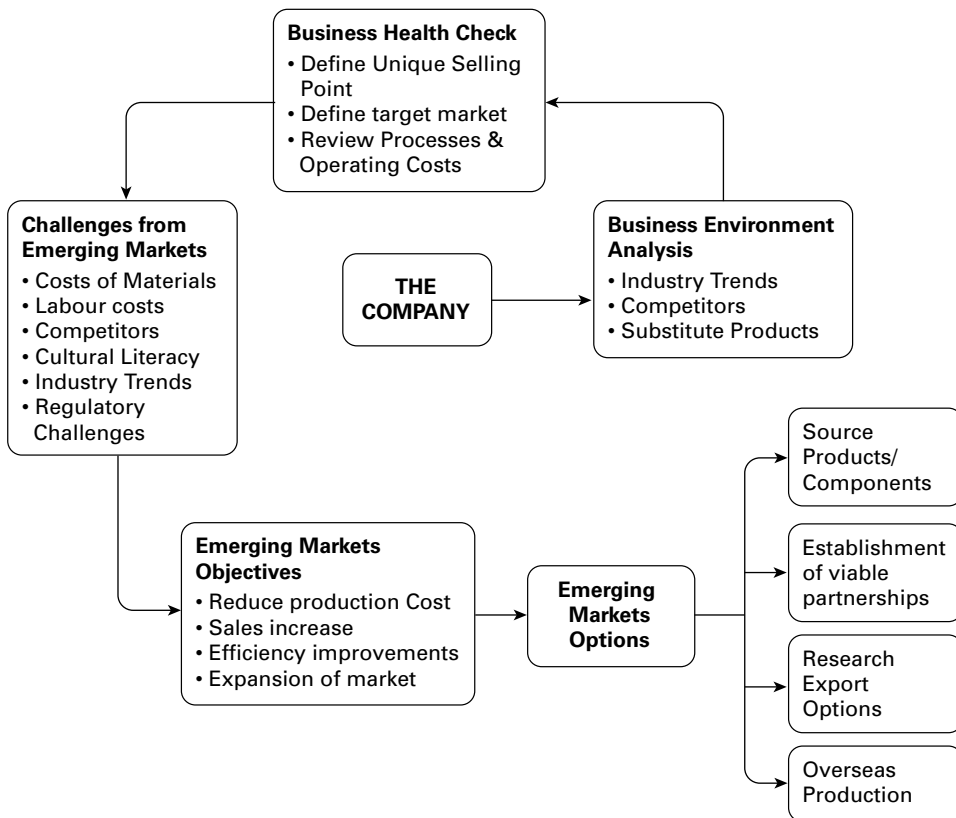 Business Health Check
• Define Unique Selling
Point
• Define target market
• Review Processes &
Operating Costs
Challenges from
Emerging Markets
• Costs of Materials
• Labour costs
• Competitors
• Cultural Literacy
• Industry Trends
• Regulatory
Challenges
THE
COMPANY
Business Environment
Analysis
• Industry Trends
• Competitors
• Substitute Products
Emerging Markets
Objectives
• Reduce production Cost
• Sales increase
• Efficiency improvements
• Expansion of market
Emerging
Markets
Options
Source
Products/
Components
Establishment
of viable
partnerships
Research
Export
Options
Overseas
Production